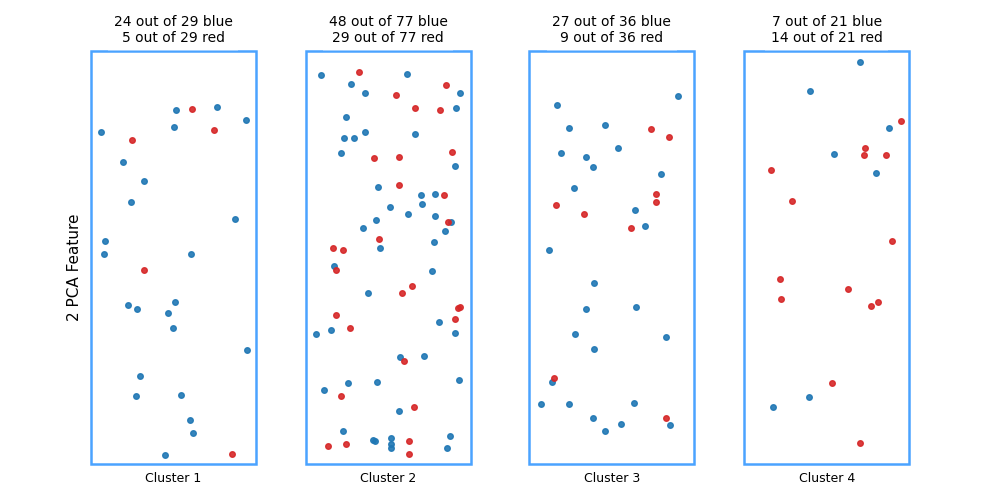 24 out of 29 blue
5 out of 29 red
48 out of 77 blue
29 out of 77 red
27 out of 36 blue
9 out of 36 red
7 out of 21 blue
14 out of 21 red
2 PCA Feature
Cluster 1
Cluster 2
Cluster 3
Cluster 4